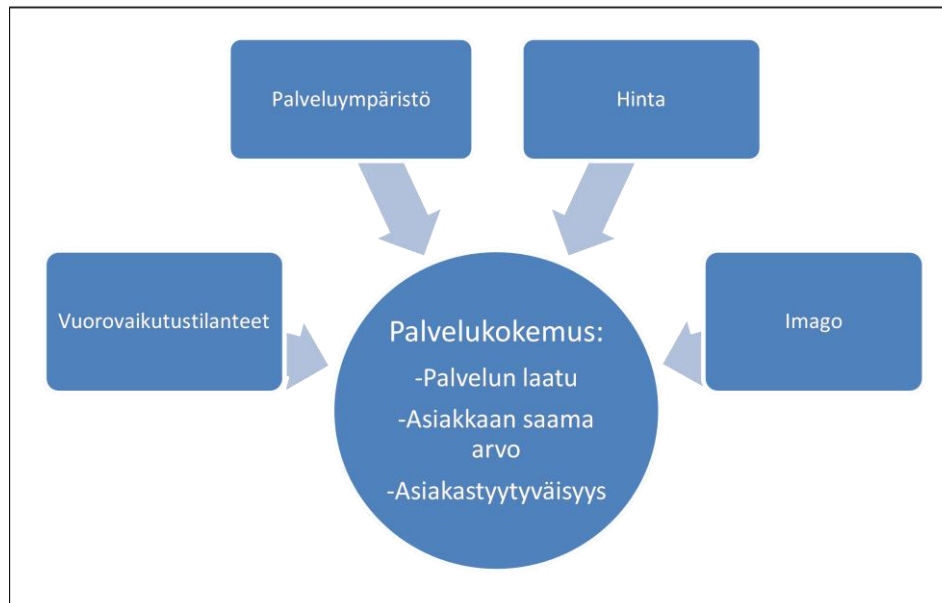 Palveluympäristö
Hinta
Vuorovaikutustilanteet
Imago
Palvelukokemus:
-Palvelun laatu
-Asiakkaan saama
arvo
-Asiakastyytyväisyys